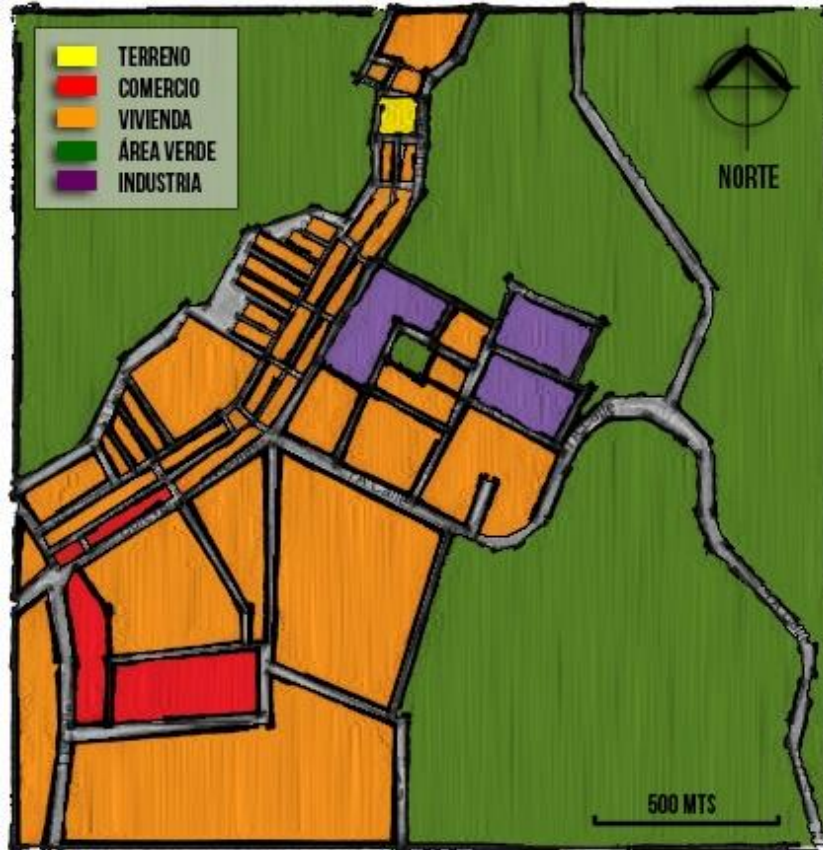 TERRENO
COMERCIO
VIVIENDA
ÁREA VERDE
INDUSTRIA
NORTE
500 MTS